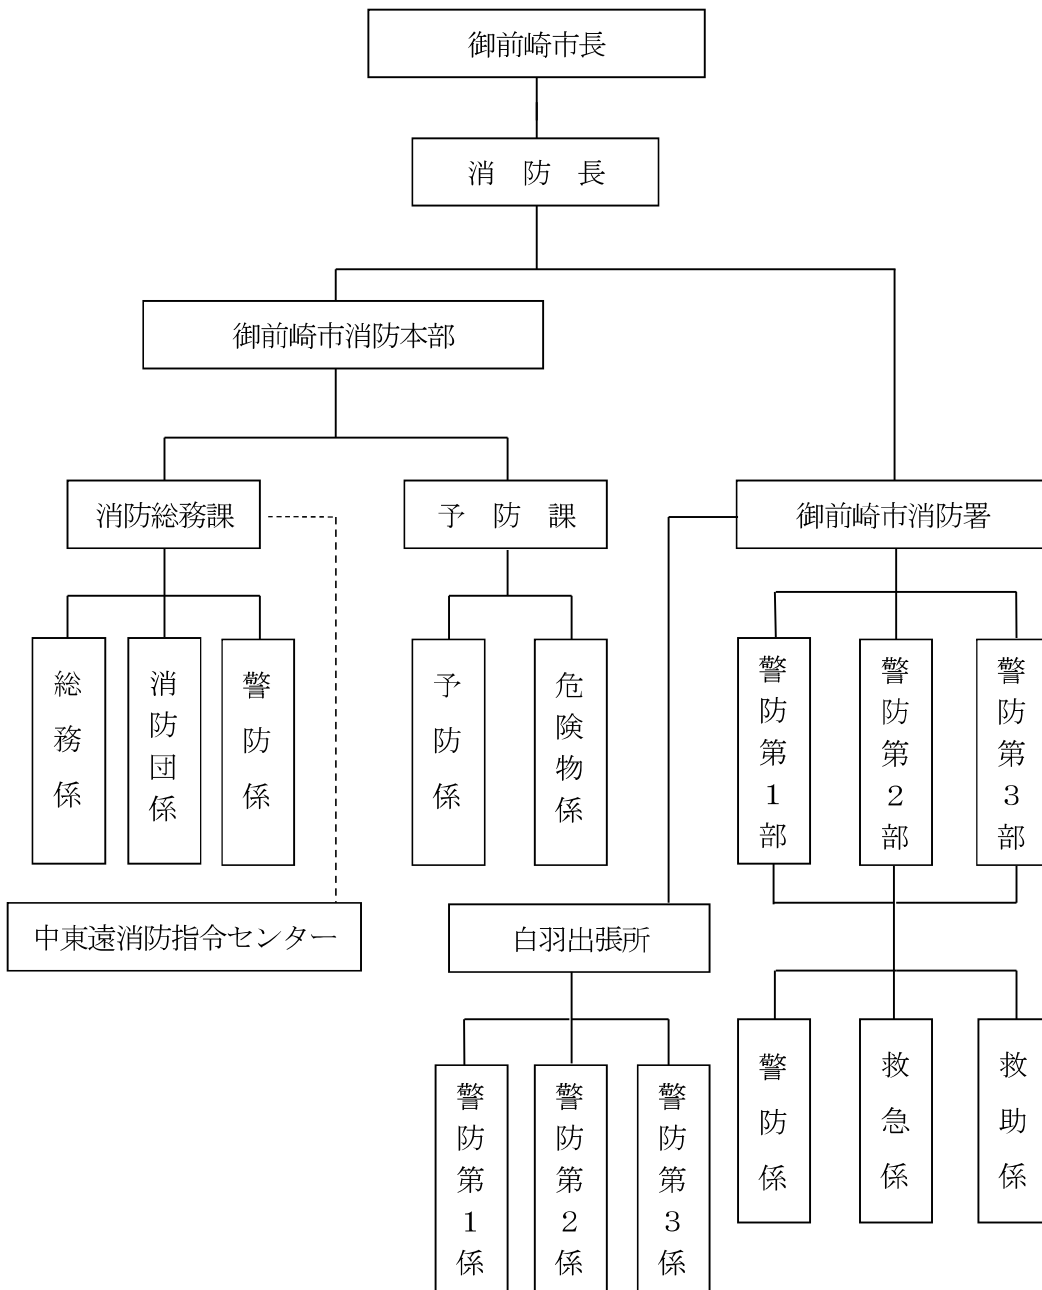 御前崎市長
消　防　長
御前崎市消防本部
消防総務課
予　防　課
御前崎市消防署
総務係
消防団係
警防係
予防係
危険物係
警防第１部
警防第２部
警防第３部
中東遠消防指令センター
白羽出張所
警防第１係
警防第２係
警防第３係
警防係
救急係
救助係